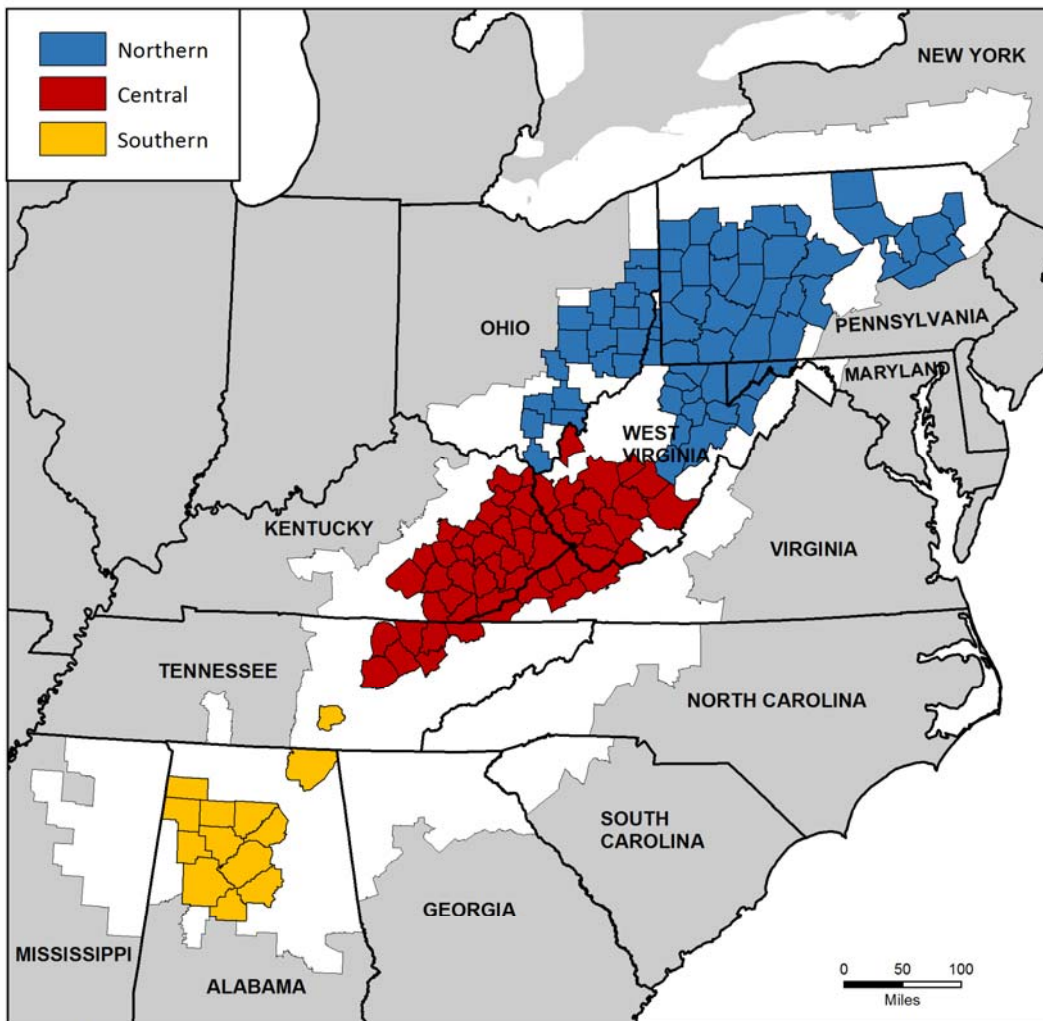 Northern
Central
Southern
NEW YORK
PENNSYLVANIA
OHIO
MARYLAND
WEST
VIRGINIA
KENTUCKY
VIRGINIA
TENNESSEE
NORTH CAROLINA
SOUTH
CAROLINA
GEORGIA
MISSISSIPPI
ALABAMA
0 50 100
Miles